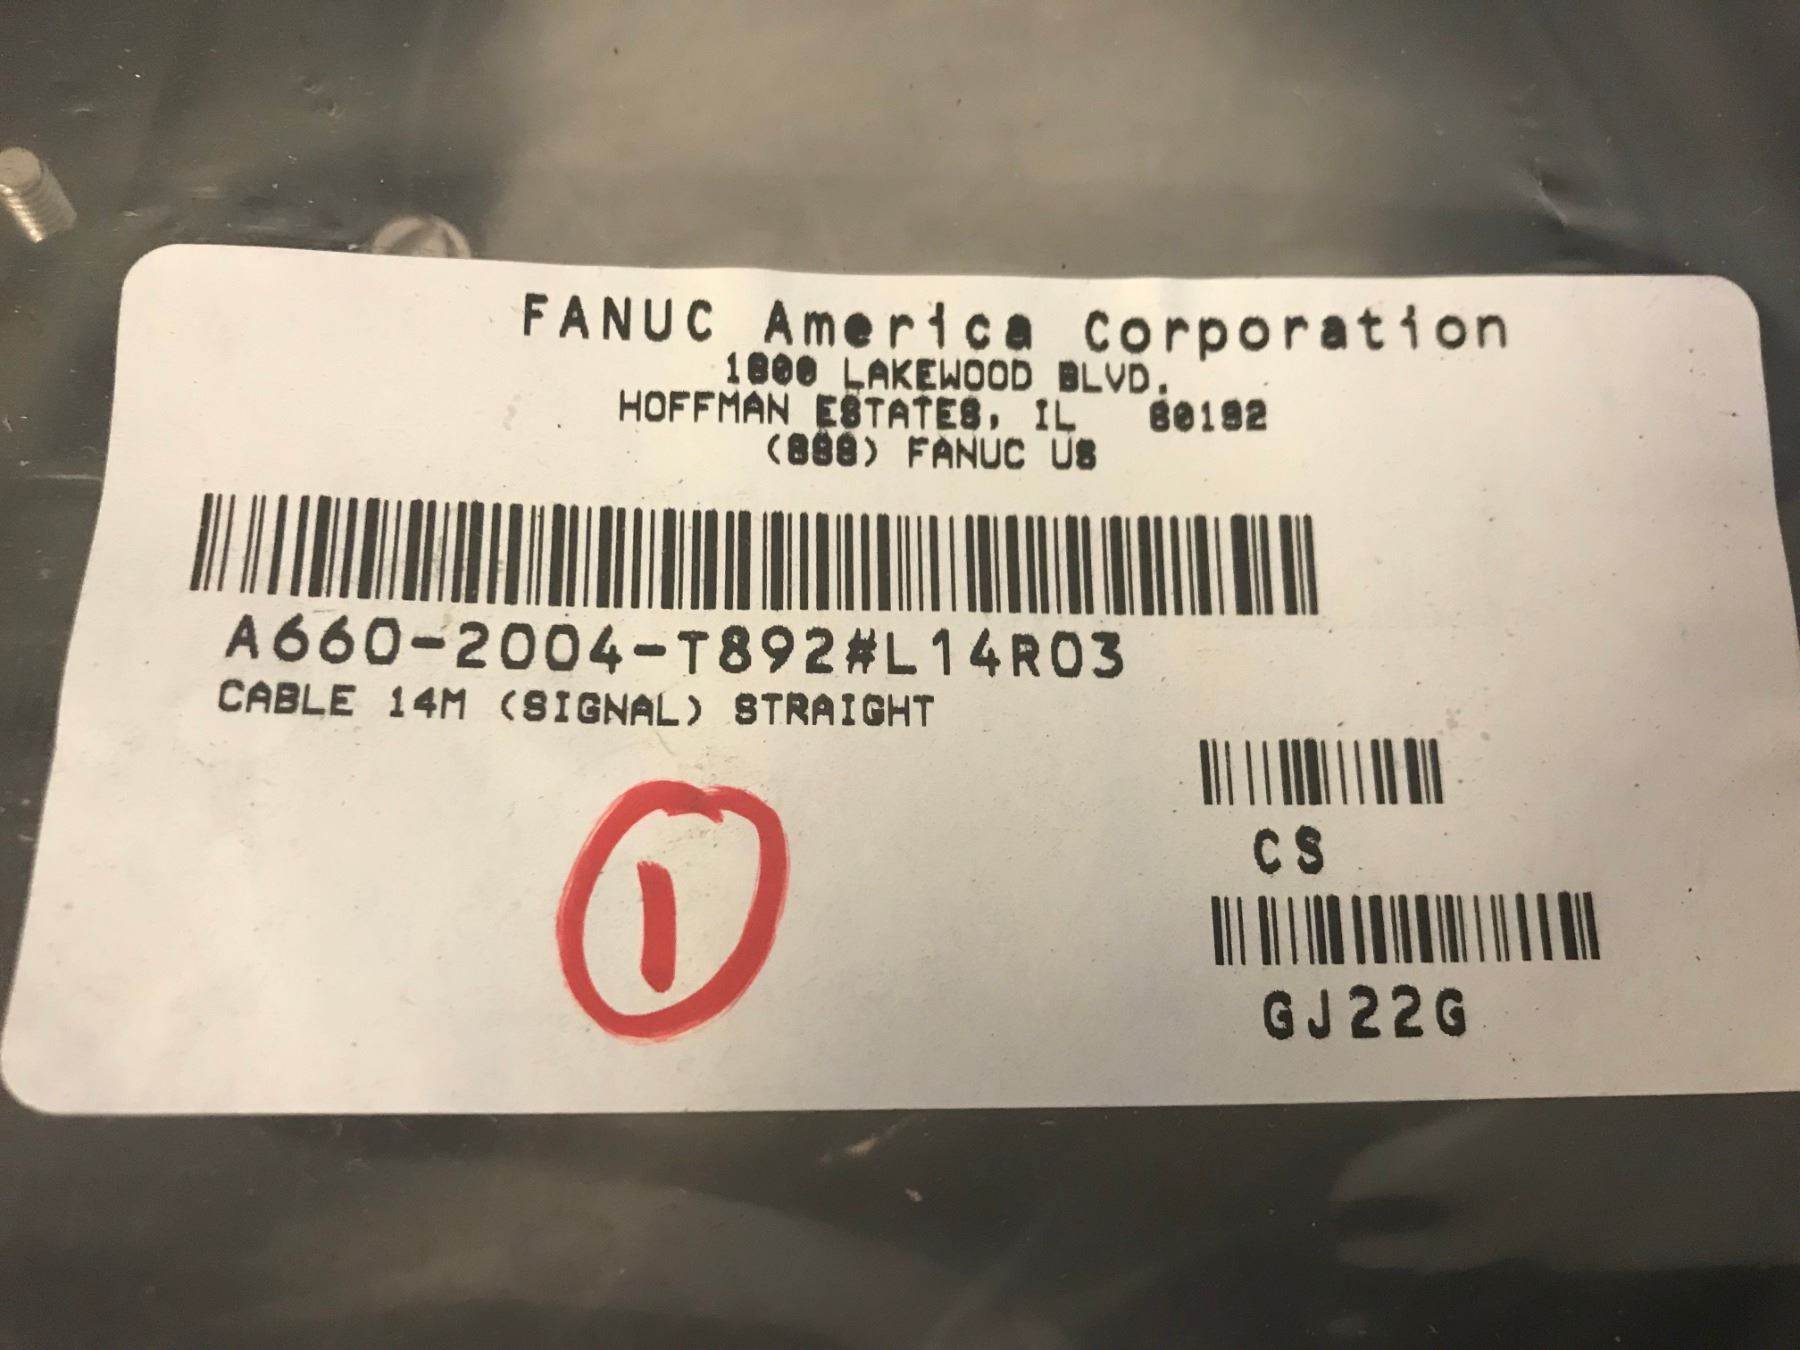 FANUC America Corporation
1800 LAKEWOOD BLVD.
HOFFMAN ESTATES, IL 60192
(888) FANUC US
A660-2004-T892#L14R03
CABLE 14M (SIGNAL) STRAIGHT
1
CS
GJ22G